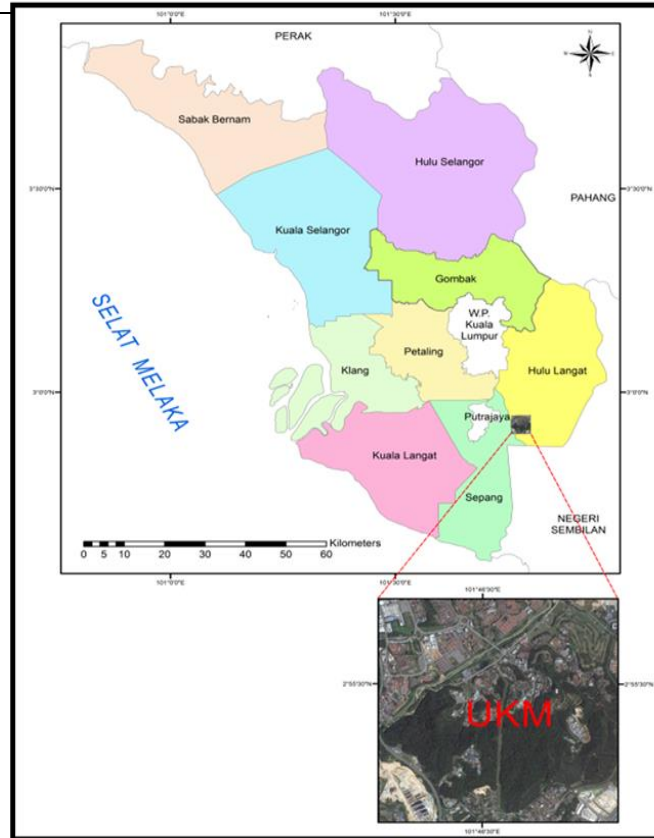 101°0'0"E
101°30'0"E
PERAK
Sabak Bernam
Hulu Selangor
3°30'0"N
3°30'0"N
PAHANG
Kuala Selangor
Gombak
SELAT MELAKA
W.P.
Kuala
Lumpur
Petaling
Klang
Hulu Langat
3°0'0"N
3°0'0"N
Putrajaya
Kuala Langat
Sepang
NEGERI
SEMBILAN
Kilometers
0 5 10 20 30 40 50 60
101°0'0"E
101°30'0"E
101°46'30"E
2°55'30"N
2°55'30"N
UKM
101°46'30"E